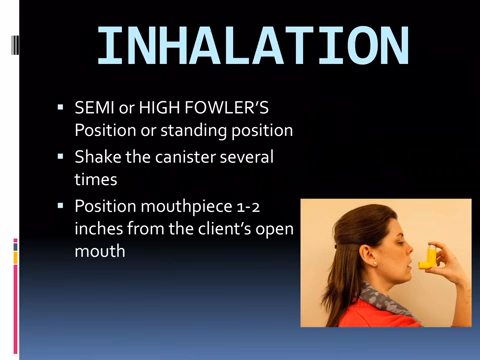 INHALATION
▪ SEMI or HIGH FOWLER'S
Position or standing position
▪ Shake the canister several
times
▪ Position mouthpiece 1-2
inches from the client's open
mouth